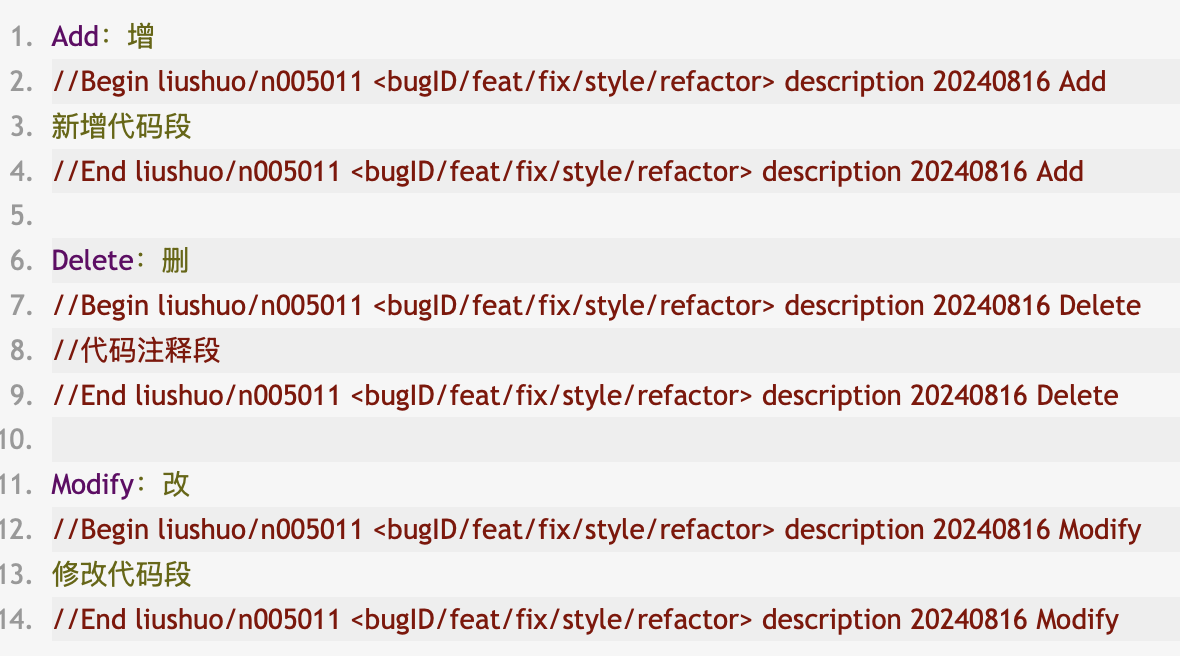 1. Add：增
2. //Begin liushuo/n005011 <bugID/feat/fix/style/refactor> description 20240816 Add
3. 新增代码段
4. //End liushuo/n005011 <bugID/feat/fix/style/refactor> description 20240816 Add
5.
6. Delete：删
7. //Begin liushuo/n005011 <bugID/feat/fix/style/refactor> description 20240816 Delete
8. //代码注释段
9. //End liushuo/n005011 <bugID/feat/fix/style/refactor> description 20240816 Delete
10.
11. Modify：改
12. //Begin liushuo/n005011 <bugID/feat/fix/style/refactor> description 20240816 Modify
13. 修改代码段
14. //End liushuo/n005011 <bugID/feat/fix/style/refactor> description 20240816 Modify